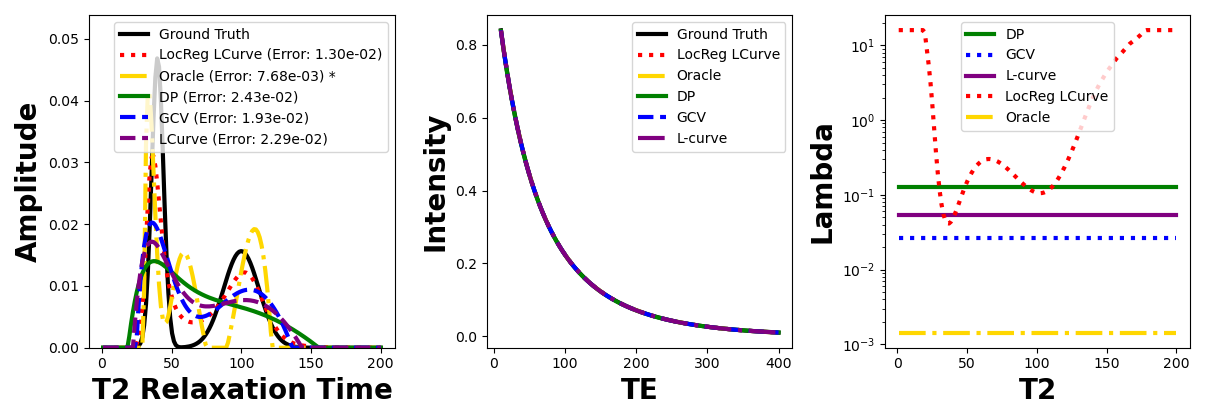 Ground Truth
LocReg LCurve (Error: 1.30e-02)
Oracle (Error: 7.68e-03) *
DP (Error: 2.43e-02)
GCV (Error: 1.93e-02)
LCurve (Error: 2.29e-02)
Amplitude
0.05
0.04
0.03
0.02
0.01
0.00
0
50
100
150
200
T2 Relaxation Time
Ground Truth
LocReg LCurve
Oracle
DP
GCV
L-curve
Intensity
0.8
0.6
0.4
0.2
0.0
0
100
200
300
400
TE
DP
GCV
L-curve
LocReg LCurve
Oracle
Lambda
10¹
10⁰
10⁻¹
10⁻²
10⁻³
0
50
100
150
200
T2